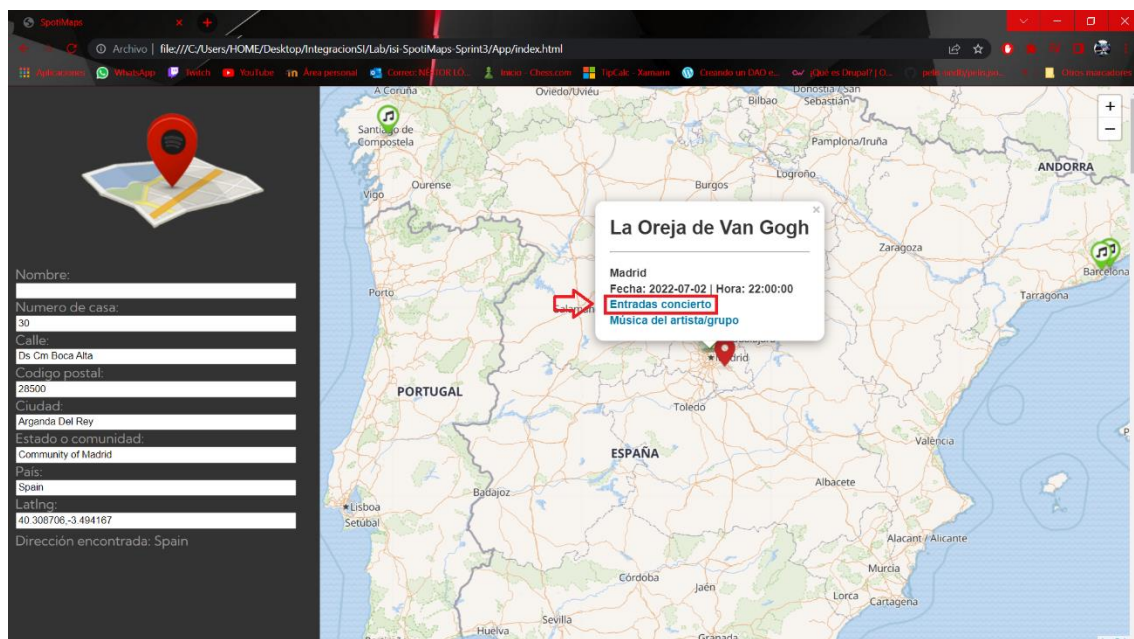 SpotiMaps
Archivo | file:///C:/Users/HOME/Desktop/IntegracionSI/Lab/isi-SpotiMaps-Sprint3/App/index.html
Aplicaciones WhatsApp Twitch YouTube Área personal Correo: Inicio - Chess.com TipCalc - Xamarin Creando un DAO e... ¿Qué es Drupal? | O... Otros marcadores
Nombre:
Numero de casa:
30
Calle:
Ds Cm Boca Alta
Codigo postal:
28500
Ciudad:
Arganda Del Rey
Estado o comunidad:
Community of Madrid
País:
Spain
Latlng:
40.308706,-3.494167
Dirección encontrada: Spain
A Coruña
Oviedo/Uviéu
Bilbao
Donostia / San
Sebastián
Santiago de
Compostela
Pamplona/Iruña
+
−
ANDORRA
Logroño
Ourense
Burgos
Vigo
La Oreja de Van Gogh
×
Madrid
Fecha: 2022-07-02 | Hora: 22:00:00
Entradas concierto
Música del artista/grupo
Zaragoza
Barcelona
Tarragona
Porto
Madrid
PORTUGAL
Toledo
ESPAÑA
València
Albacete
Badajoz
Lisboa
Setúbal
Alacant / Alicante
Murcia
Córdoba
Jaén
Lorca
Cartagena
Sevilla
Huelva
Granada